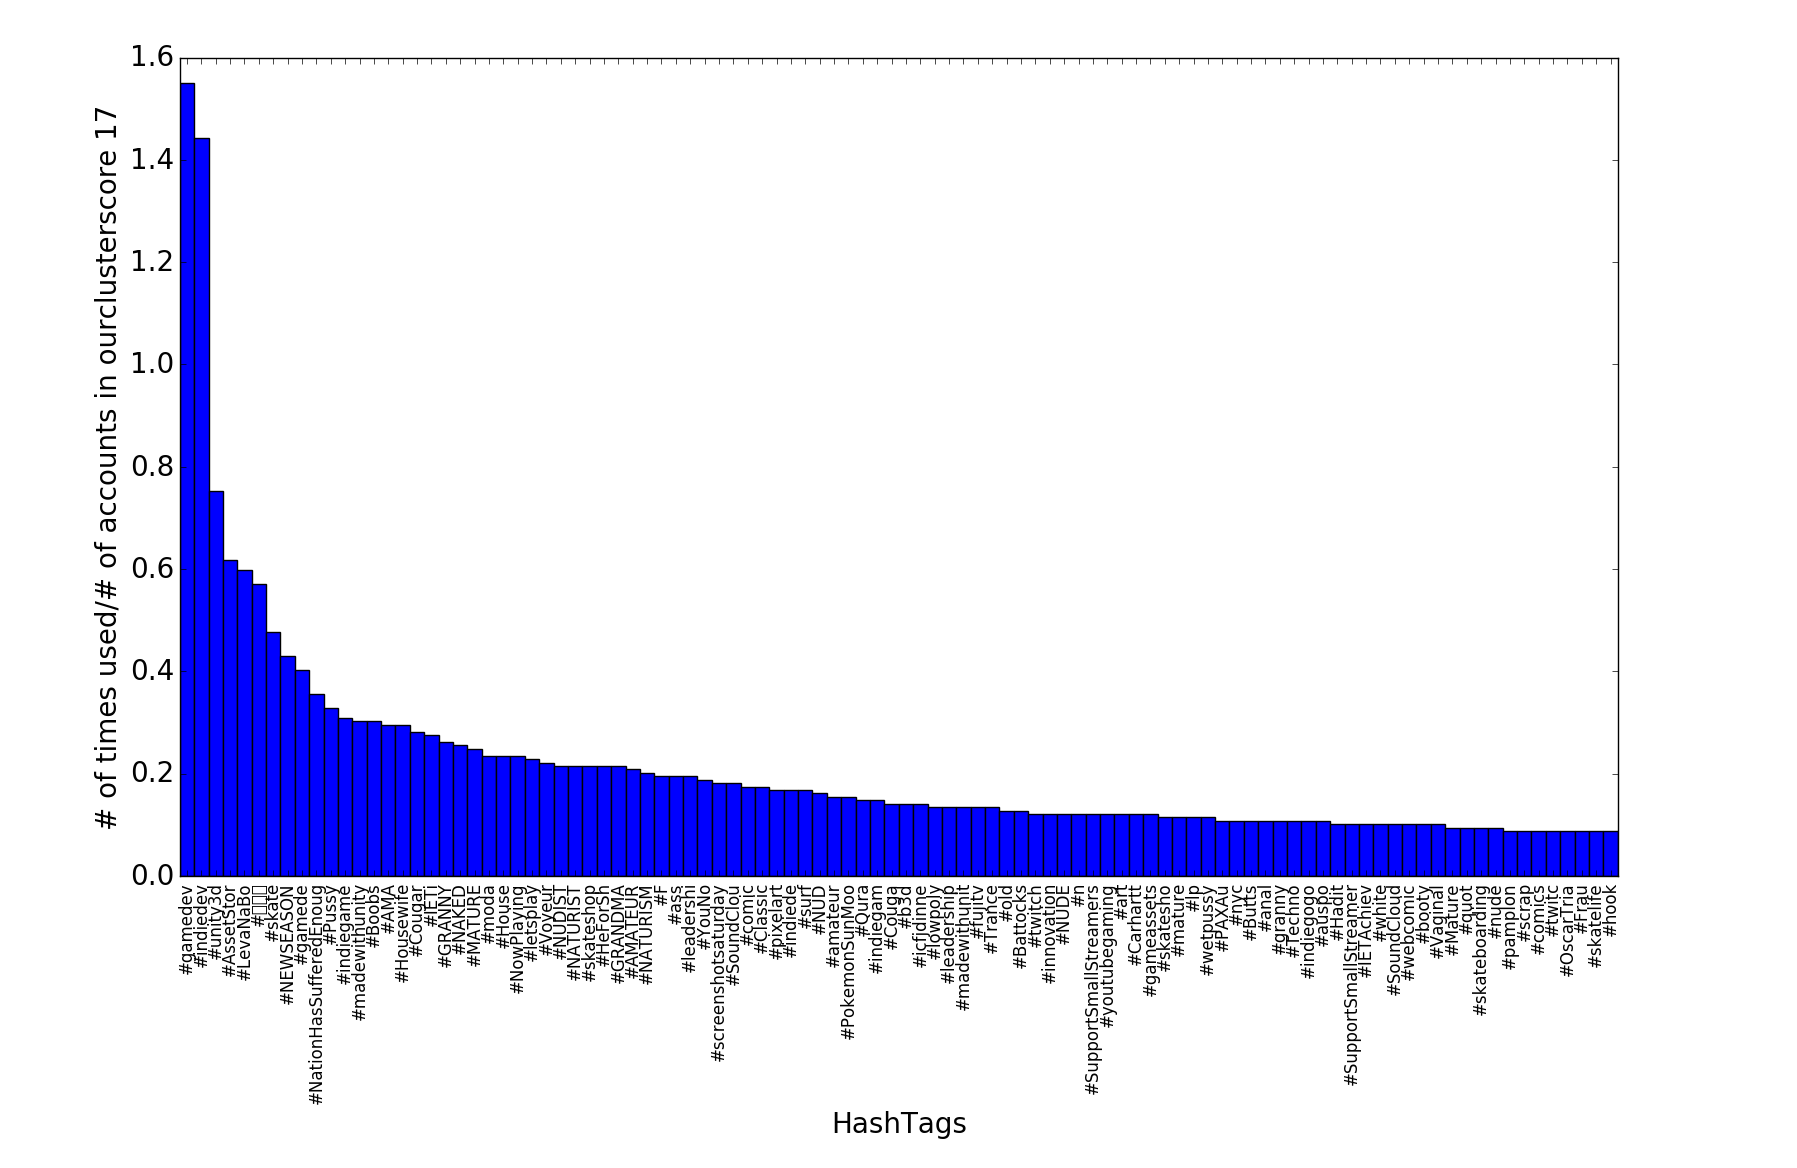 # of times used/# of accounts in ourclusterscore 17
1.6
1.4
1.2
1.0
0.8
0.6
0.4
0.2
0.0
#gamedev
#indiedev
#unity3d
#AssetStor
#LevaNaBo
#
#skate
#NEWSEASON
#gamede
#NationHasSufferedEnoug
#Pussy
#indiegame
#madewithunity
#Boobs
#AMA
#Housewife
#Cougar
#IETi
#GRANNY
#NAKED
#MATURE
#moda
#House
#NowPlaying
#letsplay
#Voyeur
#NUDIST
#NATURIST
#skateshop
#HeForSh
#GRANDMA
#AMATEUR
#NATURISM
#F
#ass
#leadershi
#YouNo
#screenshotsaturday
#SoundClou
#comic
#Classic
#pixelart
#indiede
#surf
#NUD
#amateur
#PokemonSunMoo
#Qura
#indiegam
#Couga
#b3d
#icfjdinne
#lowpoly
#leadership
#madewithunit
#fujitv
#Trance
#old
#Battocks
#twitch
#innovation
#NUDE
#n
#SupportSmallStreamers
#youtubegaming
#art
#Carhartt
#gameassets
#skatesho
#mature
#lp
#wetpussy
#PAXAu
#nyc
#Butts
#anal
#granny
#Techno
#indiegogo
#auspo
#Hadit
#SupportSmallStreamer
#IETAchiev
#white
#SoundCloud
#webcomic
#booty
#Vaginal
#Mature
#quot
#skateboarding
#nude
#pamplon
#scrap
#comics
#twitc
#OscarTria
#Frau
#skatelife
#hook
HashTags